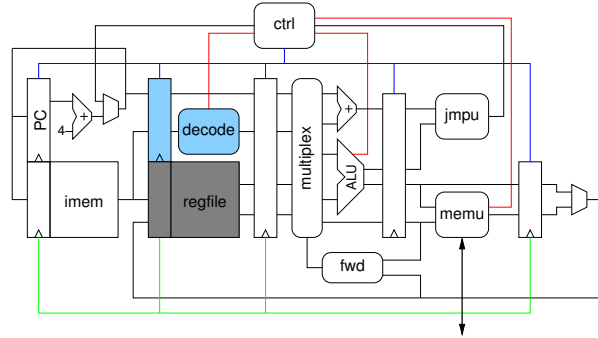 ctrl
PC
4
+
decode
multiplex
+
ALU
jmpu
imem
regfile
memu
fwd